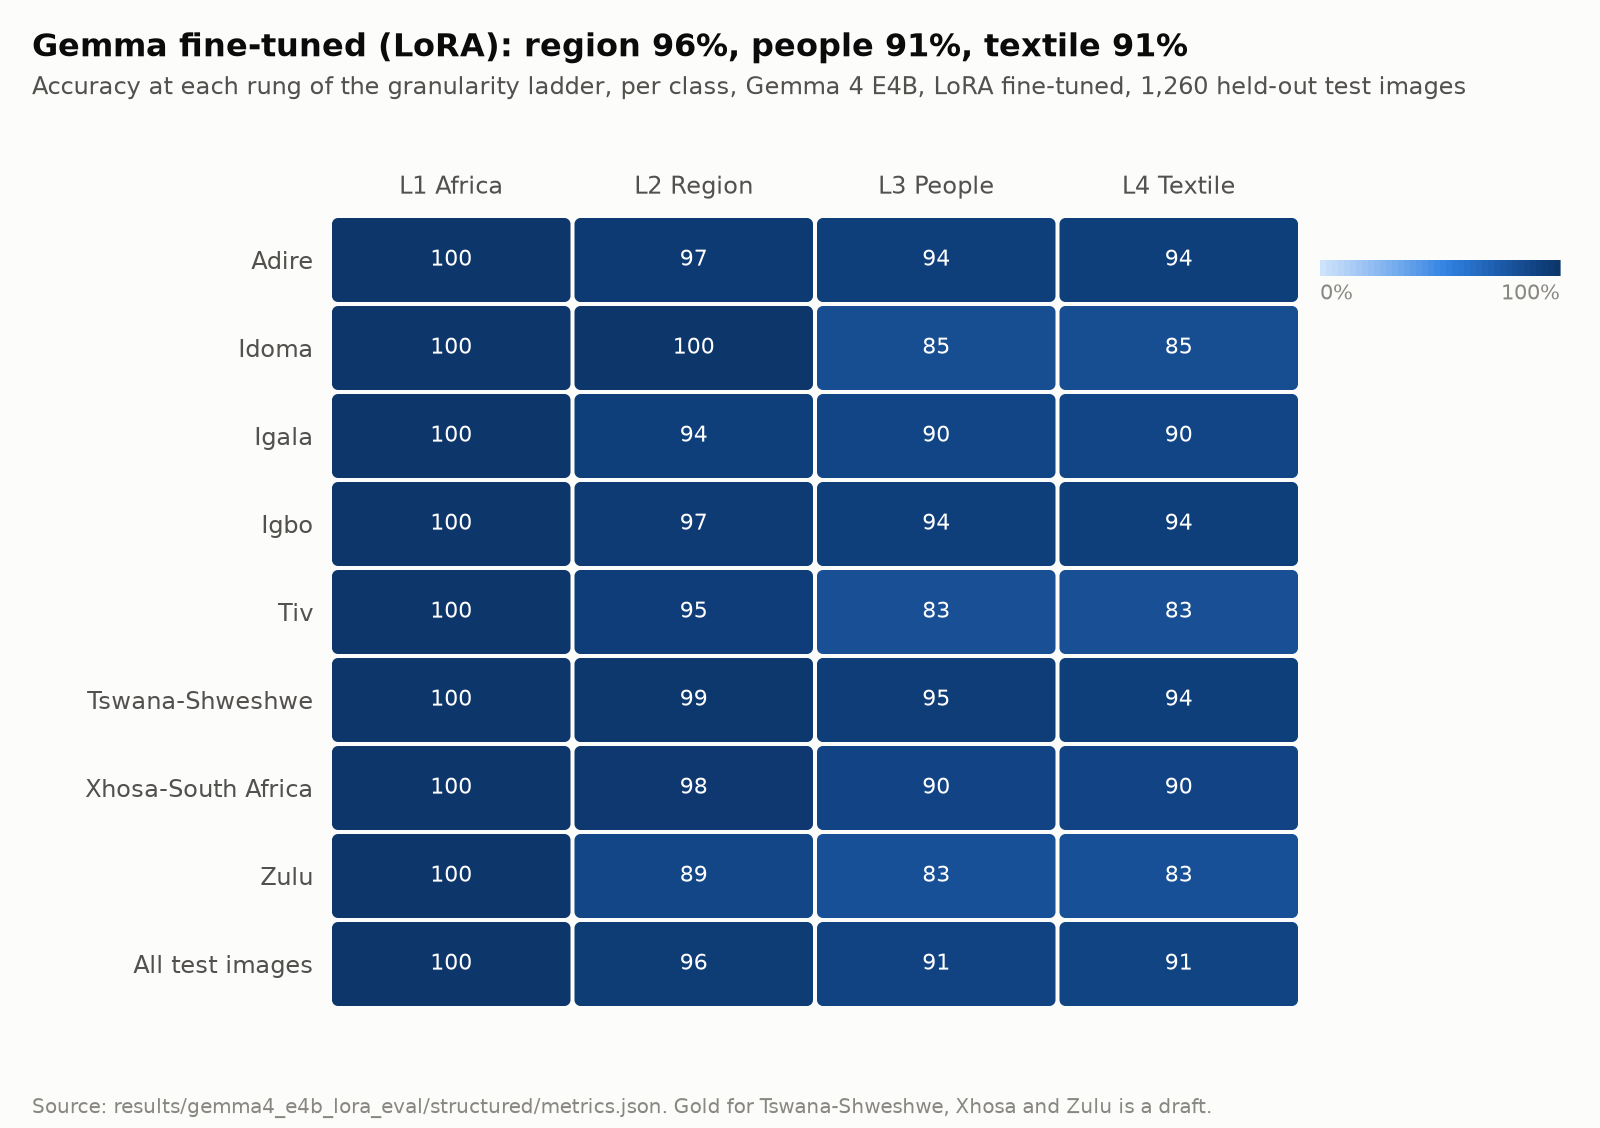 Gemma fine-tuned (LoRA): region 96%, people 91%, textile 91%
Accuracy at each rung of the granularity ladder, per class, Gemma 4 E4B, LoRA fine-tuned, 1,260 held-out test images
L1 Africa L2 Region L3 People L4 Textile
Adire 100 97 94 94
0% 100%
Idoma 100 100 85 85
Igala 100 94 90 90
Igbo 100 97 94 94
Tiv 100 95 83 83
Tswana-Shweshwe 100 99 95 94
Xhosa-South Africa 100 98 90 90
Zulu 100 89 83 83
All test images 100 96 91 91
Source: results/gemma4_e4b_lora_eval/structured/metrics.json. Gold for Tswana-Shweshwe, Xhosa and Zulu is a draft.